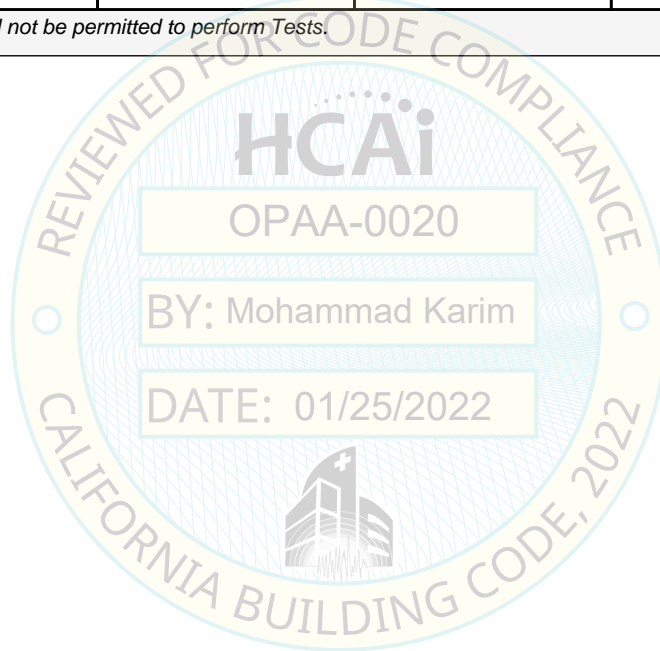 not be permitted to perform Tests.
REVIEWED FOR CODE COMPLIANCE
HCAi
OPAA-0020
BY: Mohammad Karim
DATE: 01/25/2022
CALIFORNIA BUILDING CODE, 2022